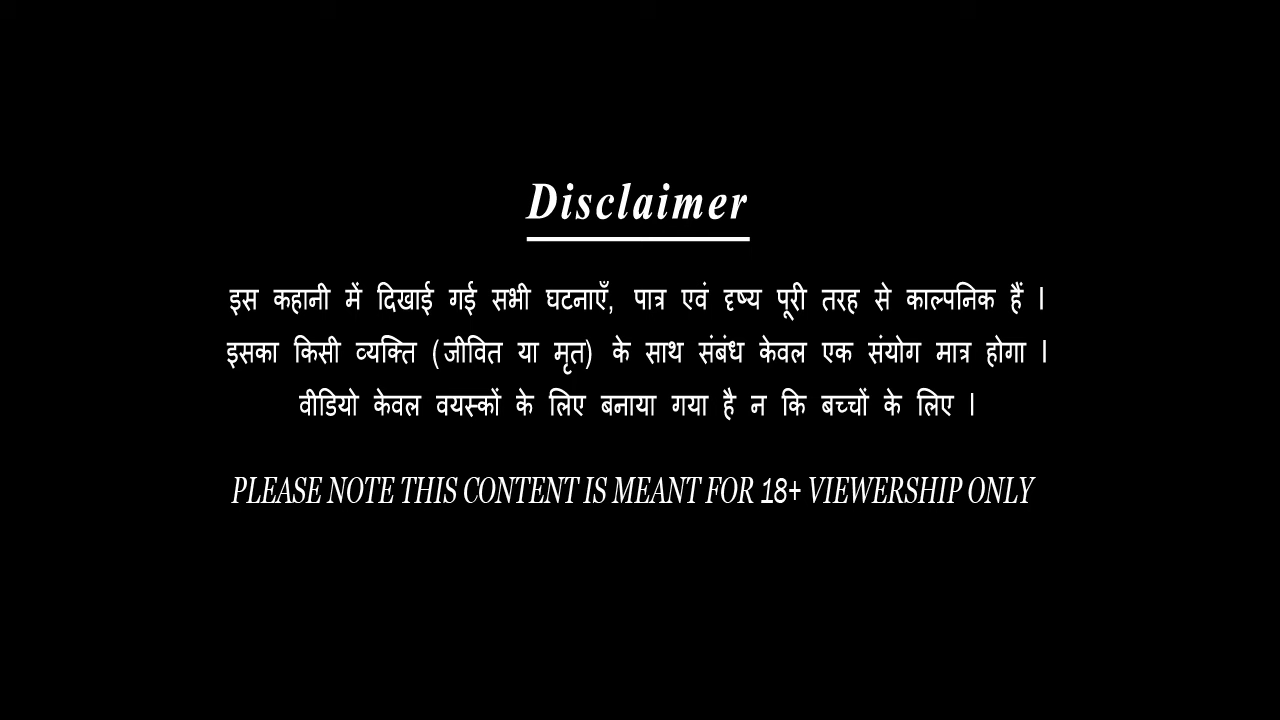 Disclaimer
इस कहानी में दिखाई गई सभी घटनाएँ, पात्र एवं दृष्य पूरी तरह से काल्पनिक हैं ।
इसका किसी व्यक्ति (जीवित या मृत) के साथ संबंध केवल एक संयोग मात्र होगा ।
वीडियो केवल वयस्कों के लिए बनाया गया है न कि बच्चों के लिए ।
PLEASE NOTE THIS CONTENT IS MEANT FOR 18+ VIEWERSHIP ONLY